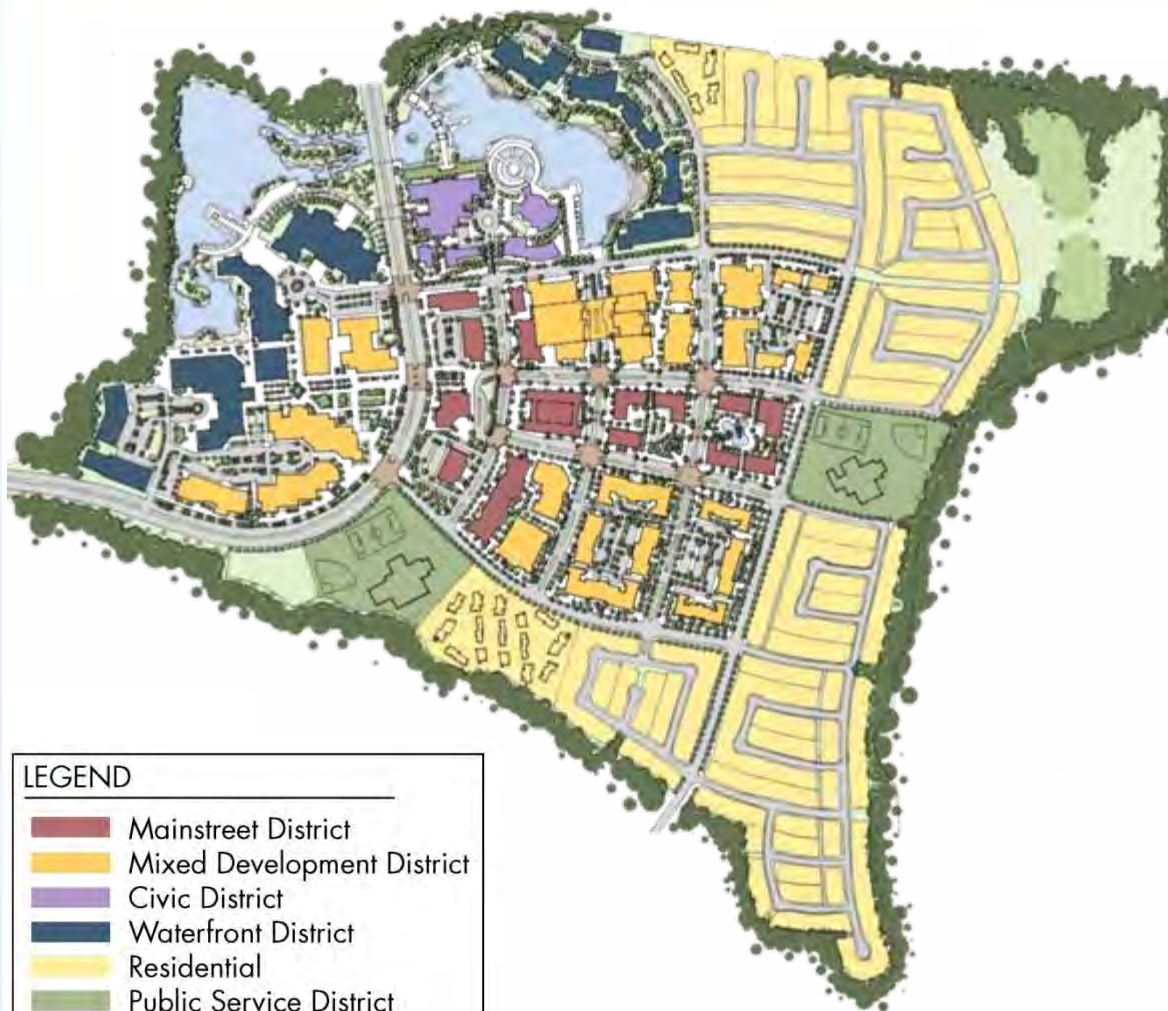 LEGEND
Mainstreet District
Mixed Development District
Civic District
Waterfront District
Residential
Public Service District